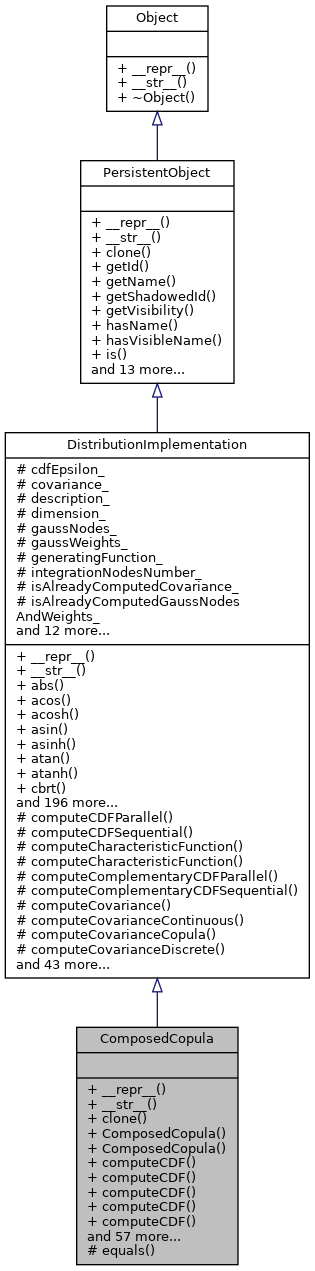 Object
+ __repr__()
+ __str__()
+ ~Object()
PersistentObject
+ __repr__()
+ __str__()
+ clone()
+ getId()
+ getName()
+ getShadowedId()
+ getVisibility()
+ hasName()
+ hasVisibleName()
+ is()
and 13 more...
DistributionImplementation
# cdfEpsilon_
# covariance_
# description_
# dimension_
# gaussNodes_
# gaussWeights_
# generatingFunction_
# integrationNodesNumber_
# isAlreadyComputedCovariance_
# isAlreadyComputedGaussNodes
AndWeights_
and 12 more...
+ __repr__()
+ __str__()
+ abs()
+ acos()
+ acosh()
+ asin()
+ asinh()
+ atan()
+ atanh()
+ cbrt()
and 196 more...
# computeCDFParallel()
# computeCDFSequential()
# computeCharacteristicFunction()
# computeCharacteristicFunction()
# computeComplementaryCDFParallel()
# computeComplementaryCDFSequential()
# computeCovariance()
# computeCovarianceContinuous()
# computeCovarianceCopula()
# computeCovarianceDiscrete()
and 43 more...
ComposedCopula
+ __repr__()
+ __str__()
+ clone()
+ ComposedCopula()
+ ComposedCopula()
+ computeCDF()
+ computeCDF()
+ computeCDF()
+ computeCDF()
+ computeCDF()
and 57 more...
# equals()